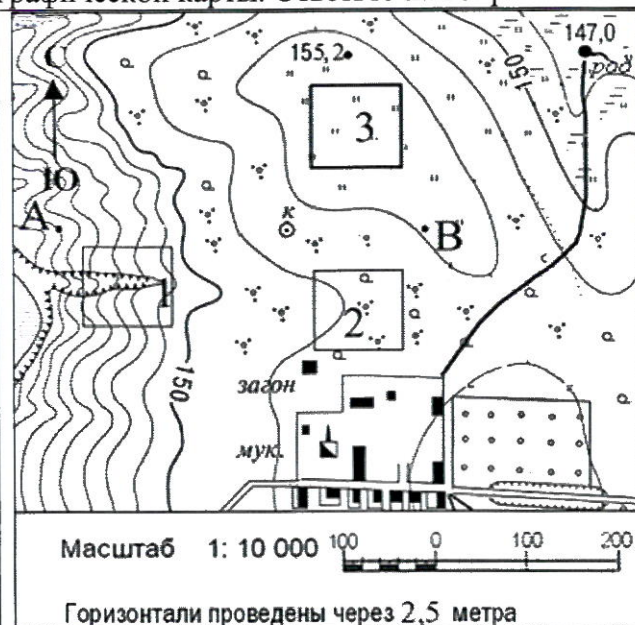 155,2
147,0
род.
150
С
3
Ю
А
к
В
1
2
150
загон
мук.
Масштаб 1: 10 000
100 0 100 200
Горизонтали проведены через 2,5 метра